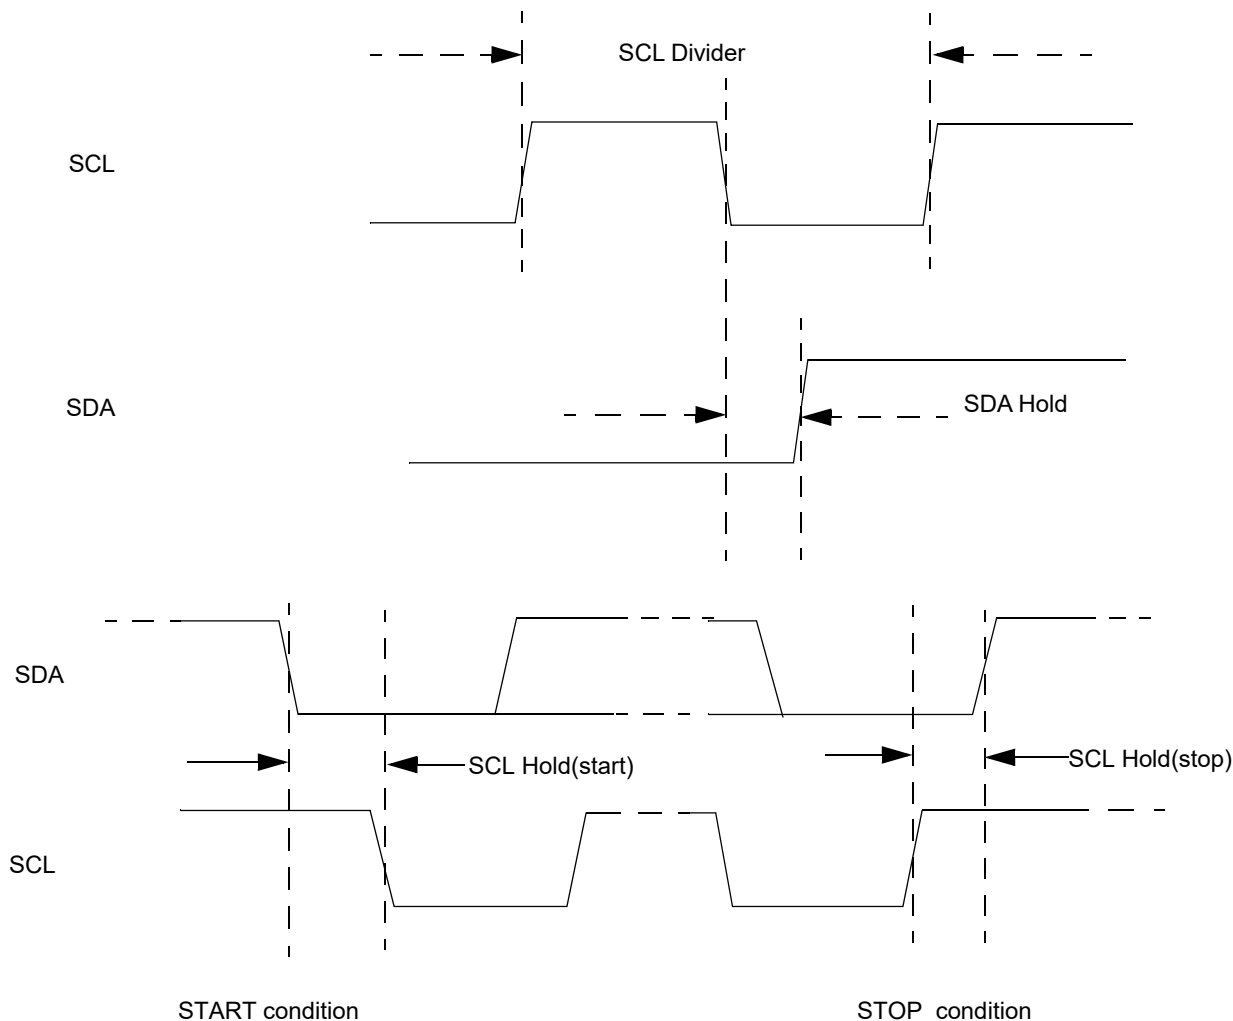 SCL Divider
SCL
SDA
SDA Hold
SDA
SCL Hold(start)
SCL Hold(stop)
SCL
START condition
STOP condition